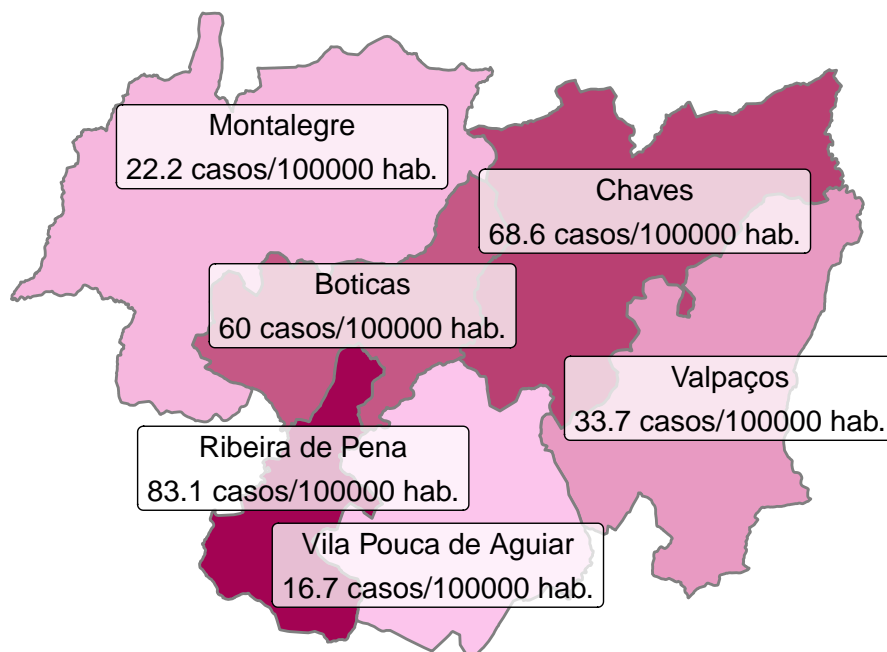 Montalegre
22.2 casos/100000 hab.
Chaves
68.6 casos/100000 hab.
Boticas
60 casos/100000 hab.
Valpaços
33.7 casos/100000 hab.
Ribeira de Pena
83.1 casos/100000 hab.
Vila Pouca de Aguiar
16.7 casos/100000 hab.